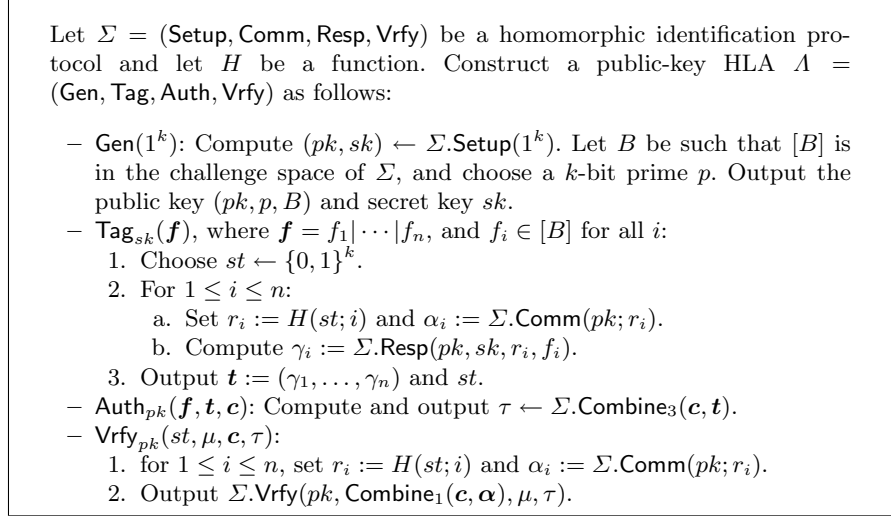 Let Σ = (Setup, Comm, Resp, Vrfy) be a homomorphic identification pro-
tocol and let H be a function. Construct a public-key HLA Λ =
(Gen, Tag, Auth, Vrfy) as follows:
– Gen(1^k): Compute (pk, sk) ← Σ.Setup(1^k). Let B be such that [B] is
in the challenge space of Σ, and choose a k-bit prime p. Output the
public key (pk, p, B) and secret key sk.
– Tag_sk(f), where f = f_1| ··· |f_n, and f_i ∈ [B] for all i:
1. Choose st ← {0, 1}^k.
2. For 1 ≤ i ≤ n:
a. Set r_i := H(st; i) and α_i := Σ.Comm(pk; r_i).
b. Compute γ_i := Σ.Resp(pk, sk, r_i, f_i).
3. Output t := (γ_1, . . . , γ_n) and st.
– Auth_pk(f, t, c): Compute and output τ ← Σ.Combine_3(c, t).
– Vrfy_pk(st, μ, c, τ):
1. for 1 ≤ i ≤ n, set r_i := H(st; i) and α_i := Σ.Comm(pk; r_i).
2. Output Σ.Vrfy(pk, Combine_1(c, α), μ, τ).